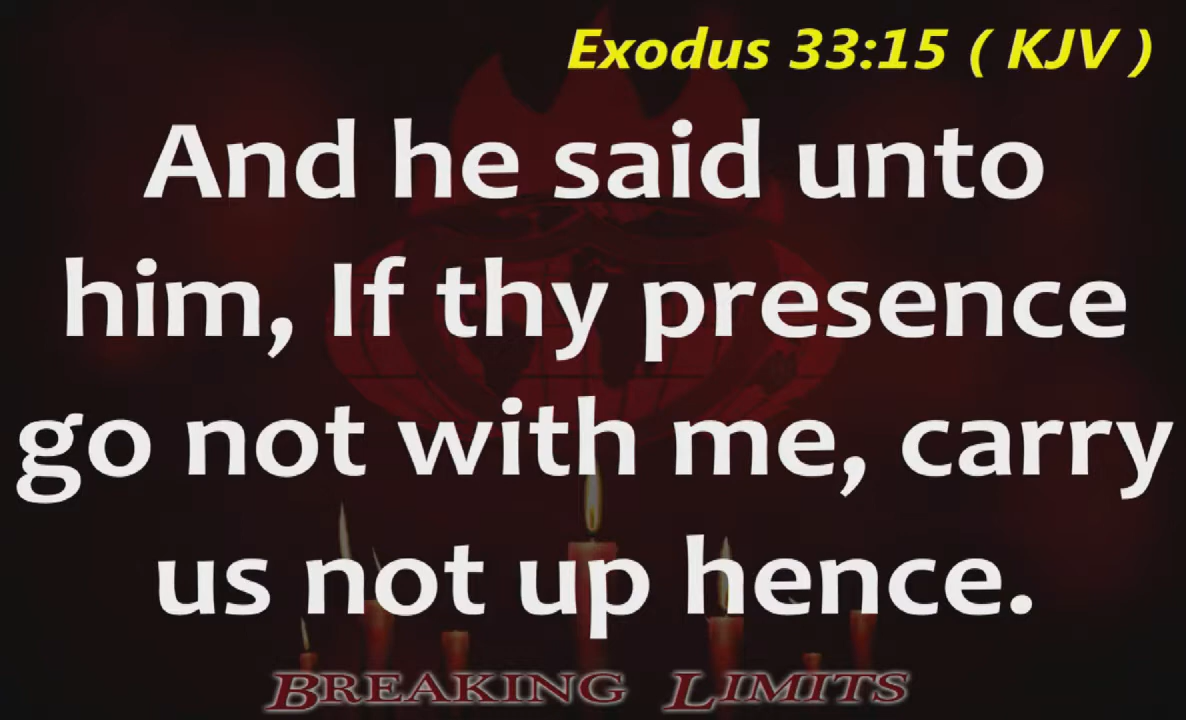 Exodus 33:15 ( KJV )
And he said unto
him, If thy presence
go not with me, carry
us not up hence.
BREAKING LIMITS